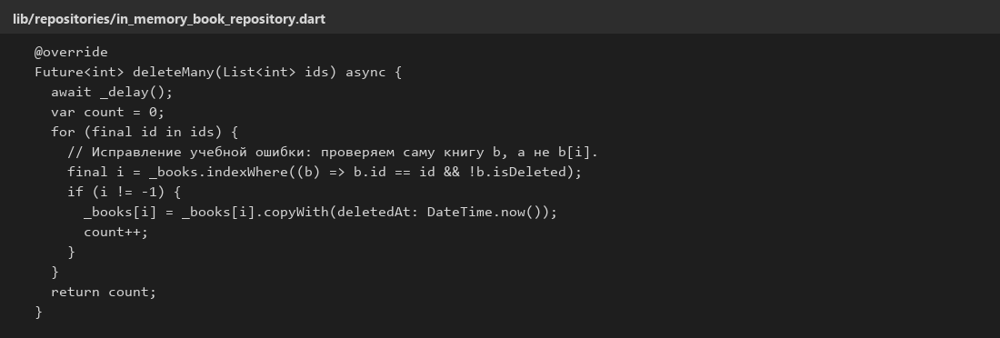 lib/repositories/in_memory_book_repository.dart
@override
Future<int> deleteMany(List<int> ids) async {
await _delay();
var count = 0;
for (final id in ids) {
// Исправление учебной ошибки: проверяем саму книгу b, а не b[i].
final i = _books.indexWhere((b) => b.id == id && !b.isDeleted);
if (i != -1) {
_books[i] = _books[i].copyWith(deletedAt: DateTime.now());
count++;
}
}
return count;
}